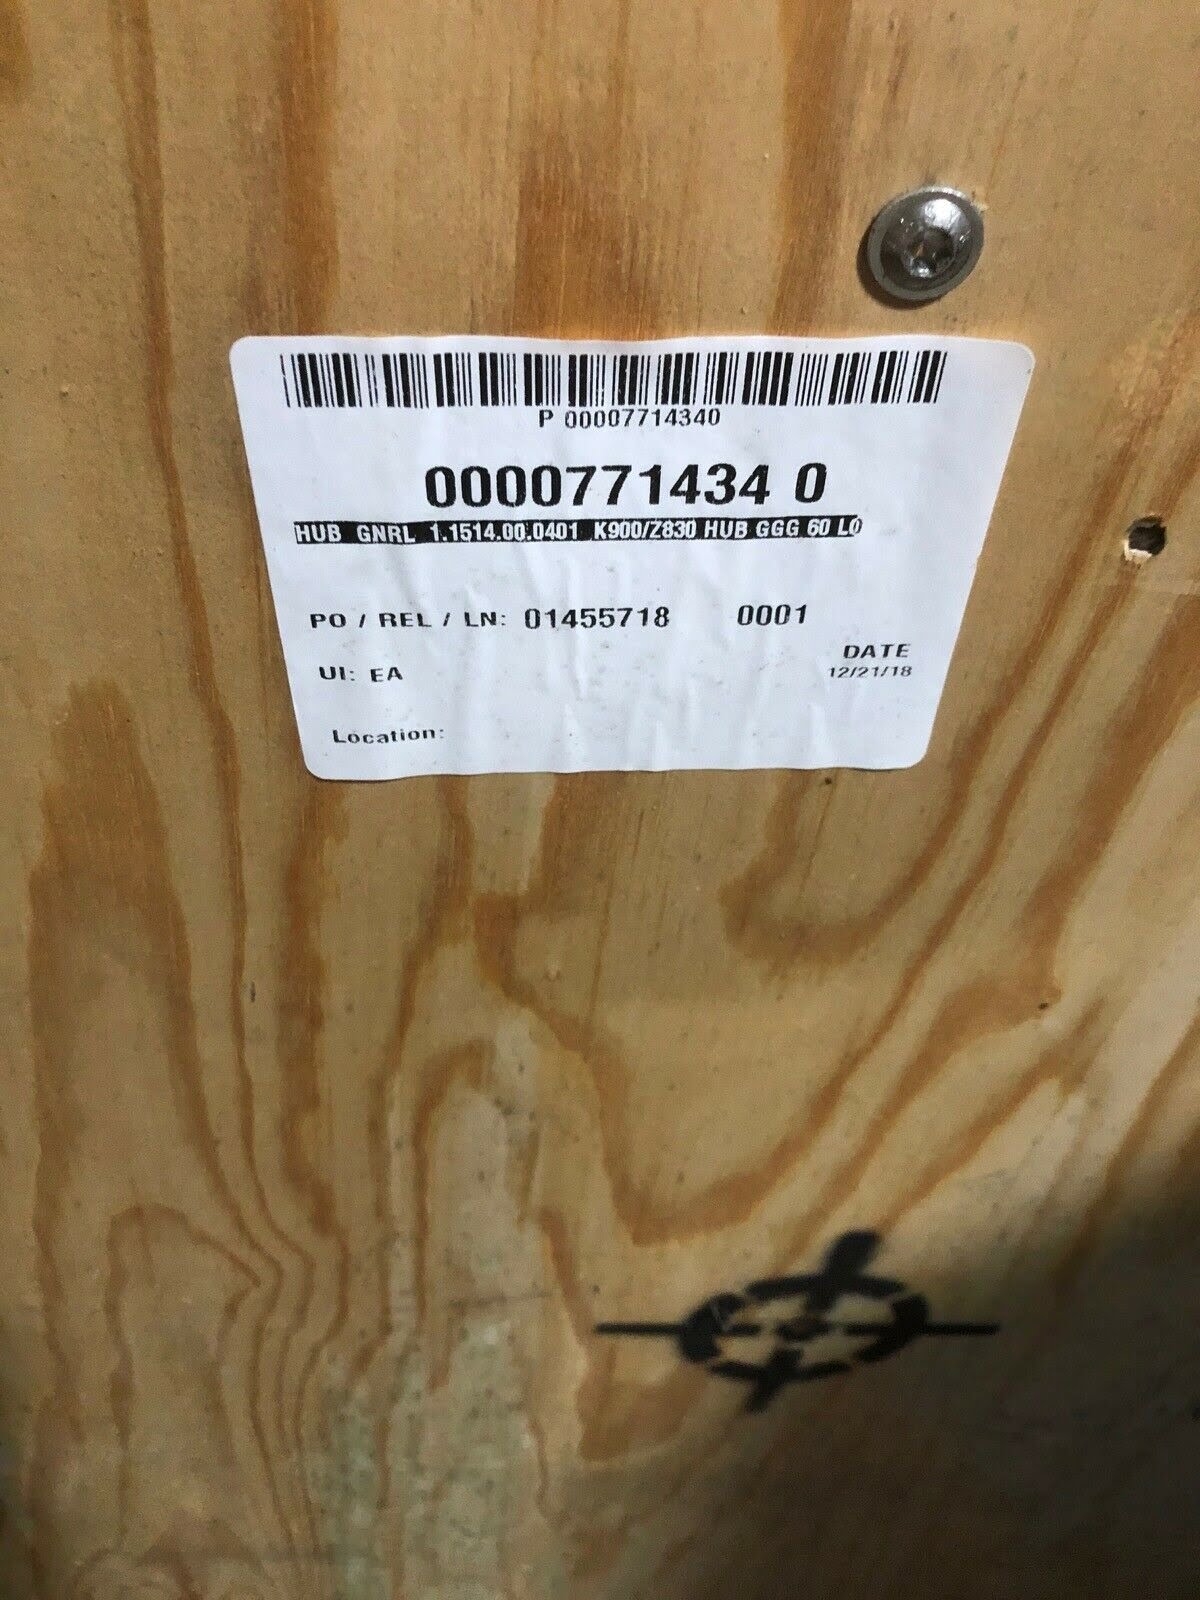 P 00007714340
0000771434 0
HUB GNRL 1.1514.00.0401 K900/Z830 HUB GGG 60 LO
PO / REL / LN: 01455718 0001
DATE
UI: EA 12/21/18
Location: